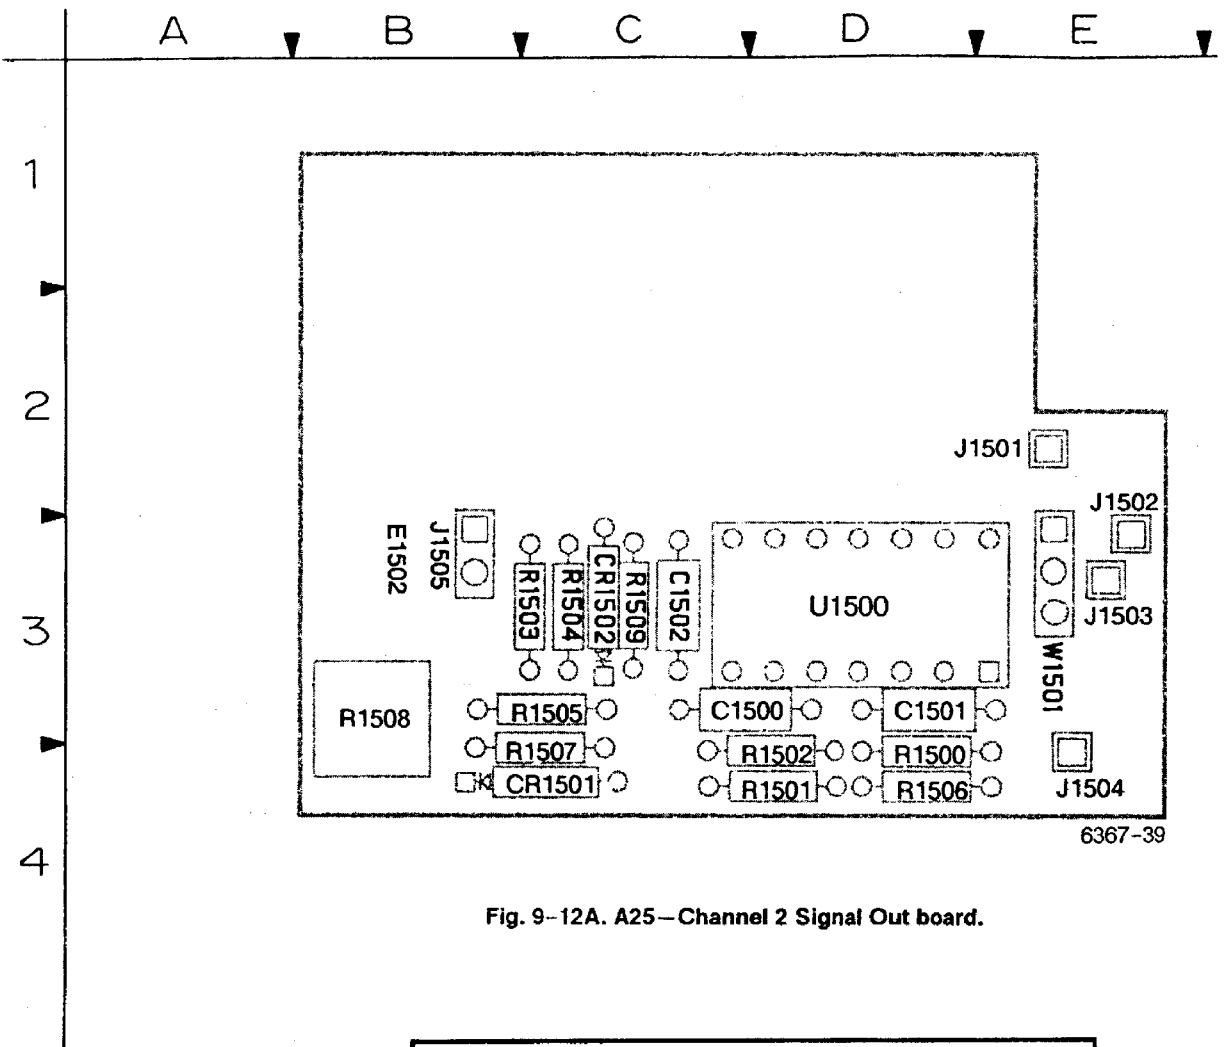 A B C D E
1
2
J1501
J1502
E1502
J1505
R1503
R1504
CR1502
R1509
C1502
U1500
J1503
W1501
3
R1508
R1505
C1500
C1501
R1507
R1502
R1500
CR1501
R1501
R1506
J1504
6367-39
4
Fig. 9-12A. A25—Channel 2 Signal Out board.